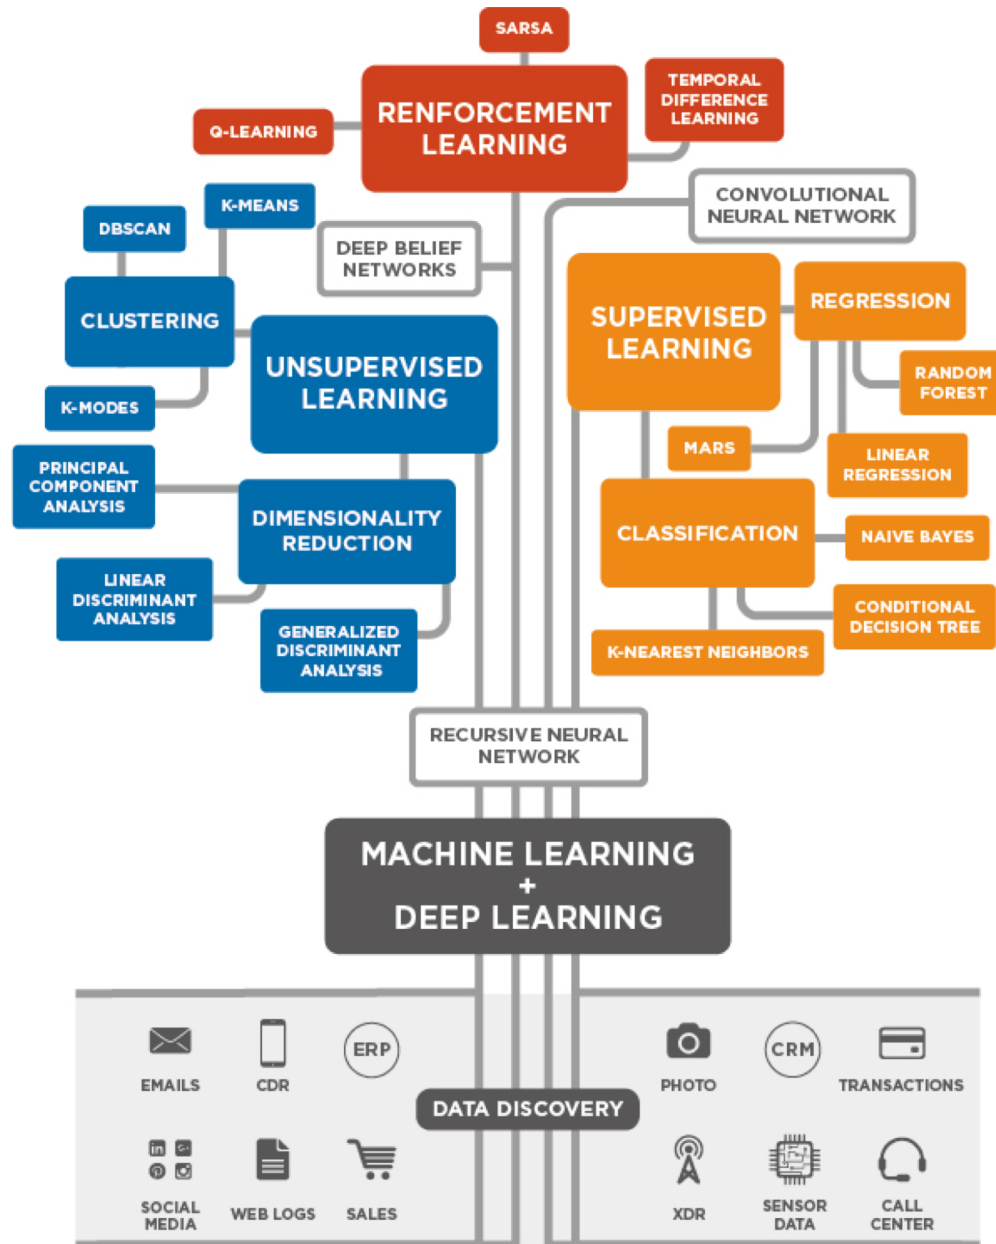 SARSA
RENFORCEMENT
LEARNING
TEMPORAL
DIFFERENCE
LEARNING
Q-LEARNING
CONVOLUTIONAL
NEURAL NETWORK
K-MEANS
DBSCAN
DEEP BELIEF
NETWORKS
CLUSTERING
UNSUPERVISED
LEARNING
K-MODES
PRINCIPAL
COMPONENT
ANALYSIS
DIMENSIONALITY
REDUCTION
LINEAR
DISCRIMINANT
ANALYSIS
GENERALIZED
DISCRIMINANT
ANALYSIS
SUPERVISED
LEARNING
REGRESSION
RANDOM
FOREST
MARS
LINEAR
REGRESSION
CLASSIFICATION
NAIVE BAYES
CONDITIONAL
DECISION TREE
K-NEAREST NEIGHBORS
RECURSIVE NEURAL
NETWORK
MACHINE LEARNING
+
DEEP LEARNING
ERP
EMAILS
CDR
CRM
PHOTO
TRANSACTIONS
DATA DISCOVERY
in
G+
SOCIAL
MEDIA
WEB LOGS
SALES
XDR
SENSOR
DATA
CALL
CENTER